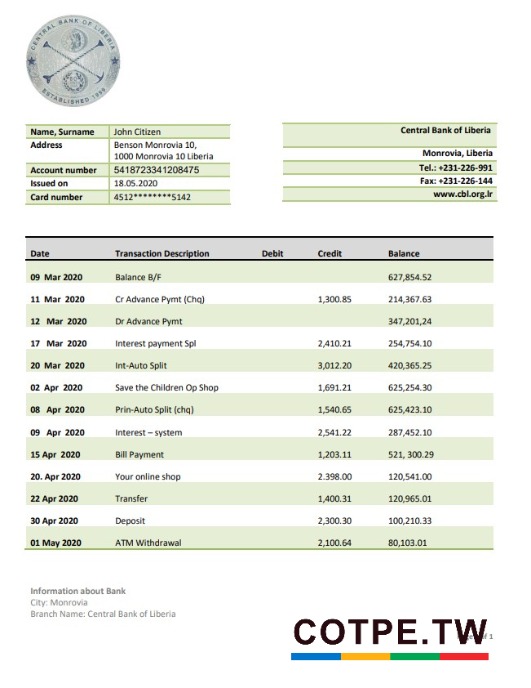 CENTRAL BANK OF LIBERIA
ESTABLISHED 1999
Name, Surname John Citizen
Address Benson Monrovia 10,
1000 Monrovia 10 Liberia
Account number 5418723341208475
Issued on 18.05.2020
Card number 4512********5142
Central Bank of Liberia
Monrovia, Liberia
Tel.: +231-226-991
Fax: +231-226-144
www.cbl.org.lr
Date Transaction Description Debit Credit Balance
09 Mar 2020 Balance B/F 627,854.52
11 Mar 2020 Cr Advance Pymt (Chq) 1,300.85 214,367.63
12 Mar 2020 Dr Advance Pymt 347,201,24
17 Mar 2020 Interest payment Spl 2,410.21 254,754.10
20 Mar 2020 Int-Auto Split 3,012.20 420,365.25
02 Apr 2020 Save the Children Op Shop 1,691.21 625,254.30
08 Apr 2020 Prin-Auto Split (chq) 1,540.65 625,423.10
09 Apr 2020 Interest – system 2,541.22 287,452.10
15 Apr 2020 Bill Payment 1,203.11 521, 300.29
20. Apr 2020 Your online shop 2.398.00 120,541.00
22 Apr 2020 Transfer 1,400.31 120,965.01
30 Apr 2020 Deposit 2,300.30 100,210.33
01 May 2020 ATM Withdrawal 2,100.64 80,103.01
Information about Bank
City: Monrovia
Branch Name: Central Bank of Liberia
COTPE.TW
1